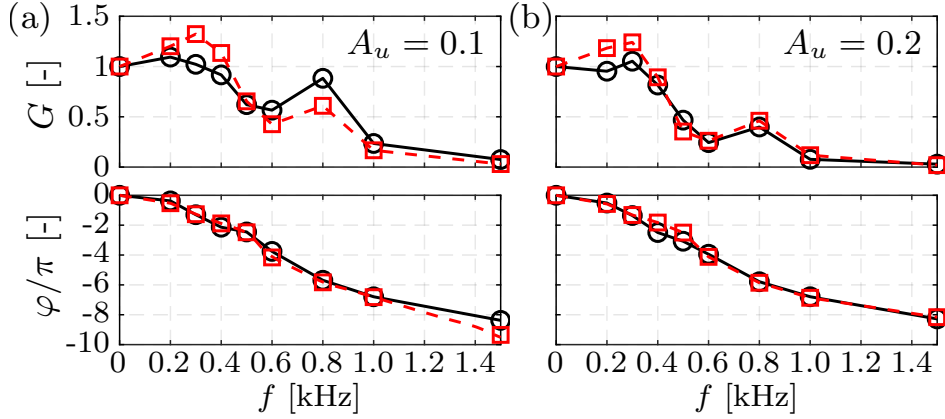 (a)
1.5
1
0.5
0
G [-]
A_u = 0.1
(b)
A_u = 0.2
0
-2
-4
-6
-8
-10
φ/π [-]
0 0.2 0.4 0.6 0.8 1.0 1.2 1.4
f [kHz]
0 0.2 0.4 0.6 0.8 1.0 1.2 1.4
f [kHz]